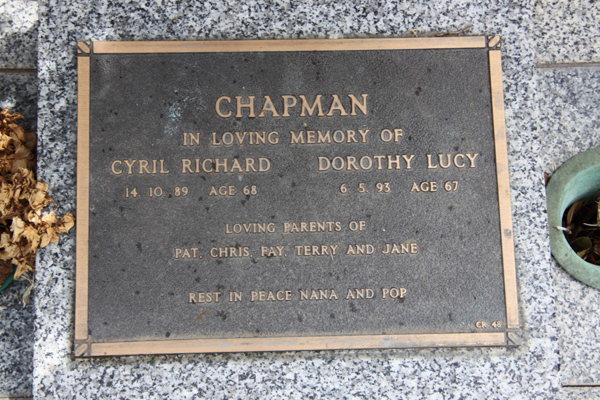 CHAPMAN
IN LOVING MEMORY OF
CYRIL RICHARD DOROTHY LUCY
14. 10. 89 AGE 68 6. 5. 93 AGE 67
LOVING PARENTS OF
PAT, CHRIS, FAY, TERRY AND JANE
REST IN PEACE NANA AND POP
CR 48